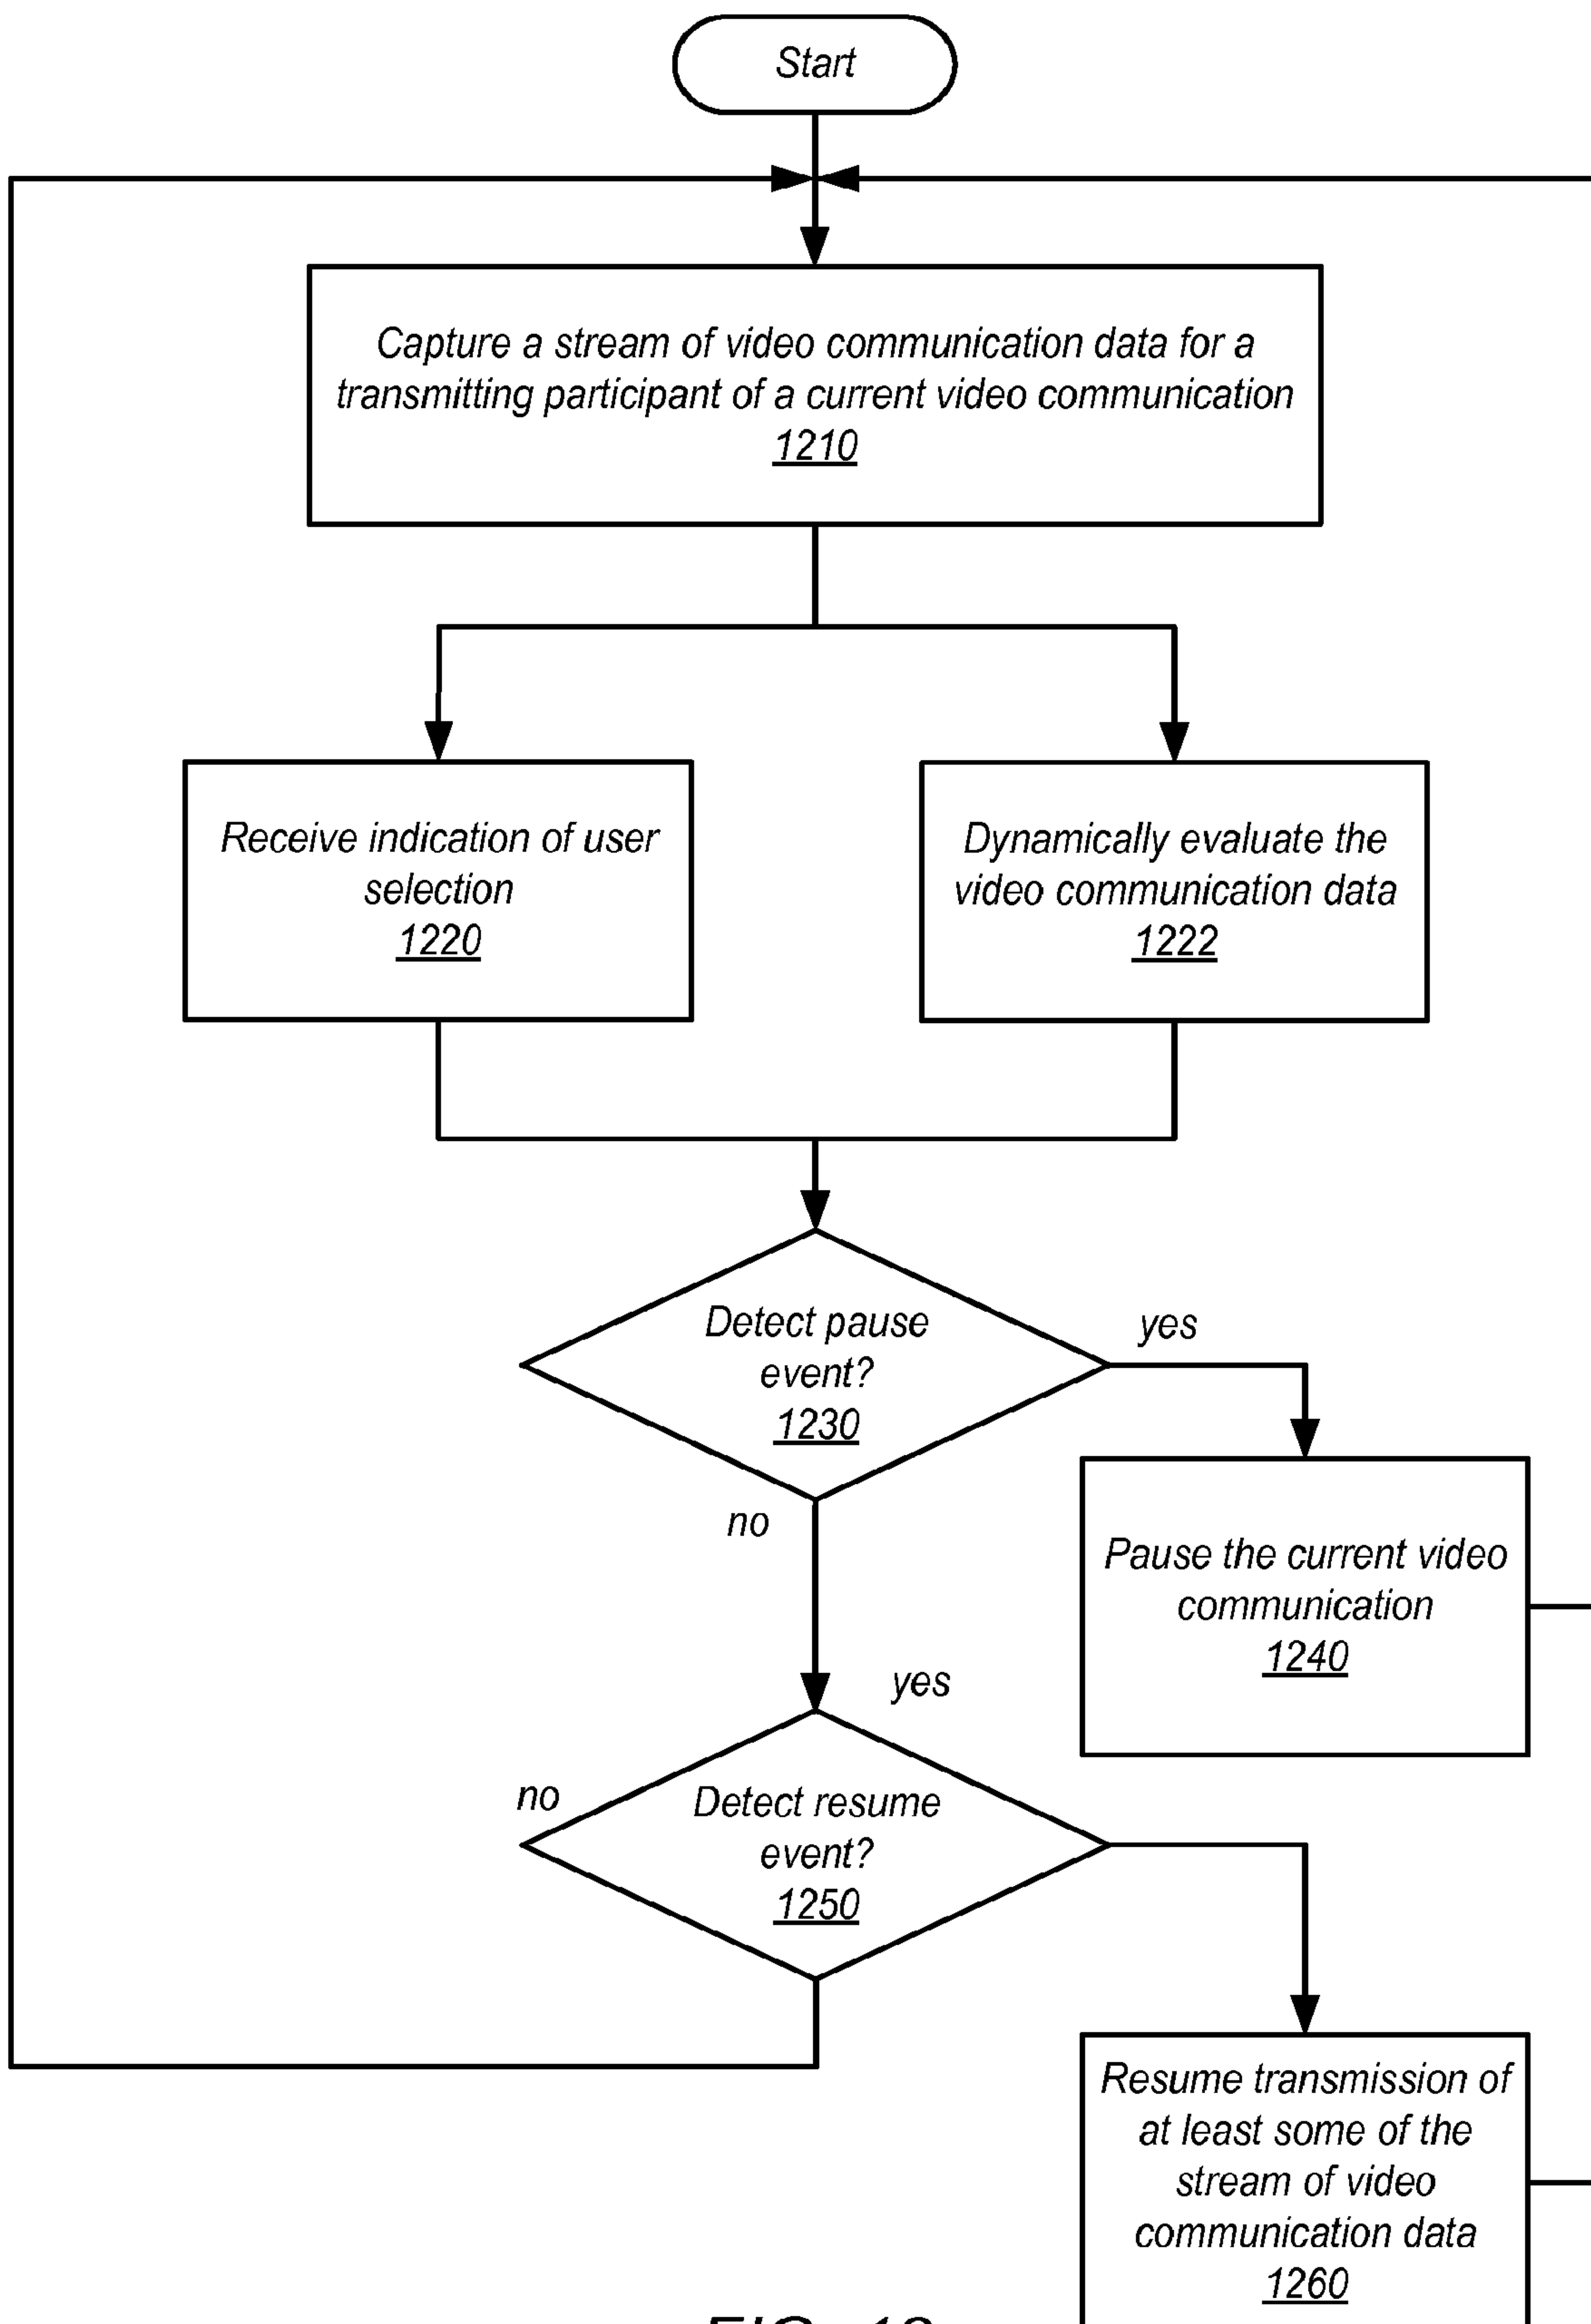 Start
Capture a stream of video communication data for a
transmitting participant of a current video communication
1210
Receive indication of user
selection
1220
Dynamically evaluate the
video communication data
1222
Detect pause
event?
1230
yes
no
Pause the current video
communication
1240
yes
no
Detect resume
event?
1250
Resume transmission of
at least some of the
stream of video
communication data
1260